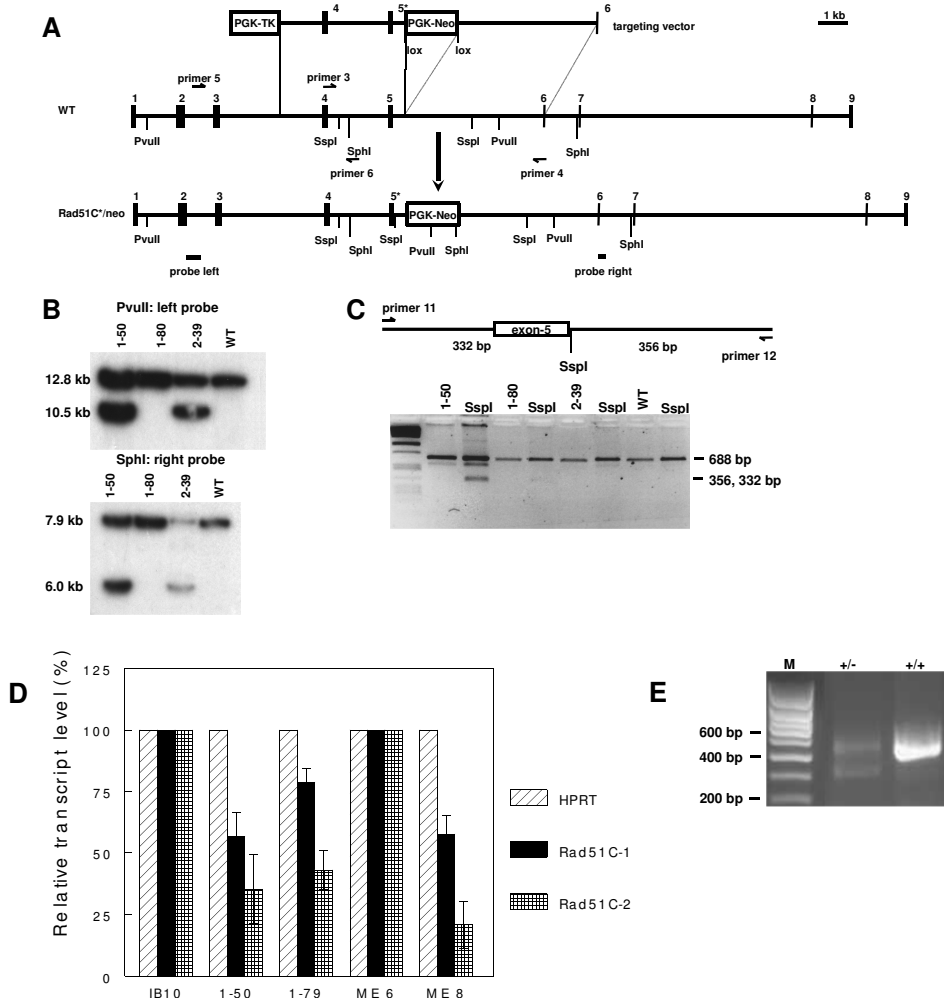 A
PGK-TK
4
5*
PGK-Neo
6
targeting vector
1 kb
lox
lox
primer 5
primer 3
WT
1
2
3
4
5
6
7
8
9
PvuII
SspI
SphI
SspI
PvuII
SphI
primer 6
primer 4
Rad51C*/neo
1
2
3
4
5*
PGK-Neo
6
7
8
9
PvuII
SspI
SphI
SspI
PvuII
SphI
SspI
PvuII
SphI
probe left
probe right
B
PvuII: left probe
1-50
1-80
2-39
WT
12.8 kb
10.5 kb
SphI: right probe
1-50
1-80
2-39
WT
7.9 kb
6.0 kb
C
primer 11
exon-5
332 bp
356 bp
primer 12
SspI
1-50
SspI
1-80
SspI
2-39
SspI
WT
SspI
688 bp
356, 332 bp
D
Relative transcript level (%)
125
100
75
50
25
0
IB10
1-50
1-79
ME6
ME8
HPRT
Rad51C-1
Rad51C-2
E
M
+/-
+/+
600 bp
400 bp
200 bp